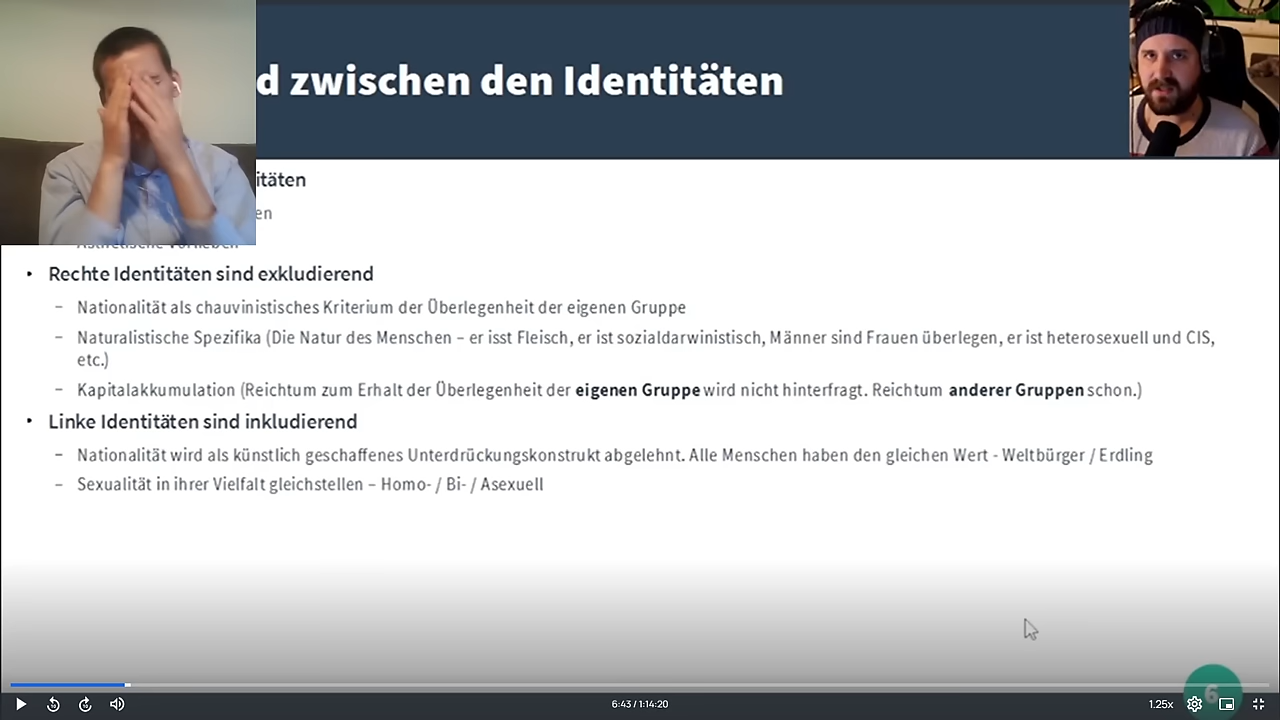 d zwischen den Identitäten
itäten
en
Ästhetische Vorlieben
• Rechte Identitäten sind exkludierend
– Nationalität als chauvinistisches Kriterium der Überlegenheit der eigenen Gruppe
– Naturalistische Spezifika (Die Natur des Menschen – er isst Fleisch, er ist sozialdarwinistisch, Männer sind Frauen überlegen, er ist heterosexuell und CIS,
etc.)
– Kapitalakkumulation (Reichtum zum Erhalt der Überlegenheit der eigenen Gruppe wird nicht hinterfragt. Reichtum anderer Gruppen schon.)
• Linke Identitäten sind inkludierend
– Nationalität wird als künstlich geschaffenes Unterdrückungskonstrukt abgelehnt. Alle Menschen haben den gleichen Wert - Weltbürger / Erdling
– Sexualität in ihrer Vielfalt gleichstellen – Homo- / Bi- / Asexuell
6
6:43 / 1:14:20
1.25x